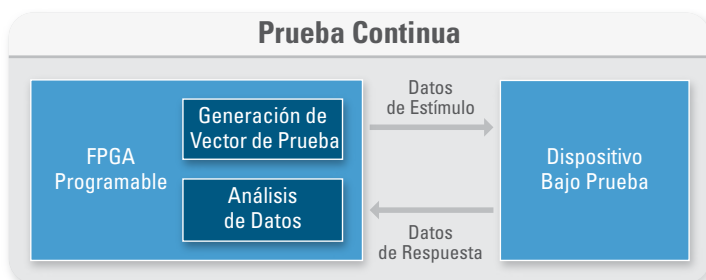 Prueba Continua
FPGA
Programable
Generación de
Vector de Prueba
Análisis
de Datos
Datos
de Estímulo
Datos
de Respuesta
Dispositivo
Bajo Prueba